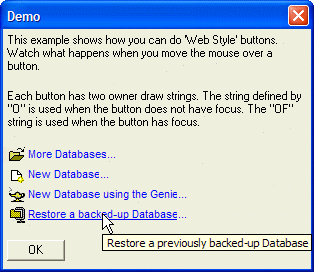 Demo
This example shows how you can do 'Web Style' buttons.
Watch what happens when you move the mouse over a
button.
Each button has two owner draw strings. The string defined by
"O" is used when the button does not have focus. The "OF"
string is used when the button has focus.
More Databases...
New Database...
New Database using the Genie...
Restore a backed-up Database...
OK
Restore a previously backed-up Database